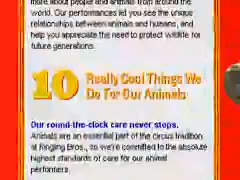 more about people and animals from around the
world. Our performances let you see the unique
relationships between animals and humans, and
help you appreciate the need to protect wildlife for
future generations.
10 Really Cool Things We
Do For Our Animals
Our round-the-clock care never stops.
Animals are an essential part of the circus tradition
at Ringling Bros., so we're committed to the absolute
highest standards of care for our animal
performers.